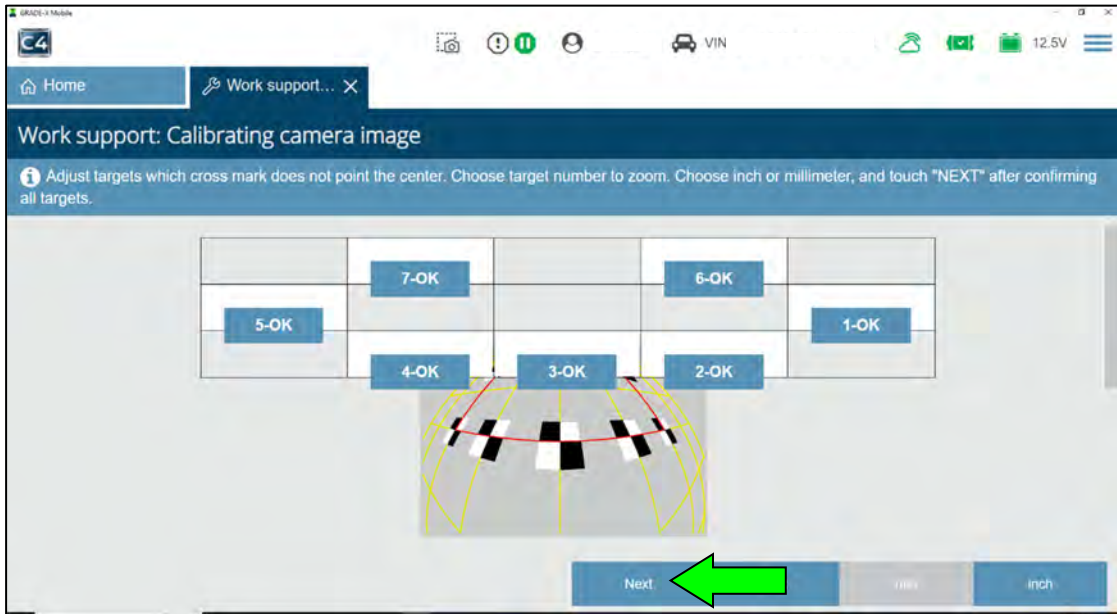 GRADE-X Mobile
C4
VIN
12.5V
Home
Work support...
Work support: Calibrating camera image
Adjust targets which cross mark does not point the center. Choose target number to zoom. Choose inch or millimeter, and touch "NEXT" after confirming
all targets.
7-OK
6-OK
5-OK
1-OK
4-OK
3-OK
2-OK
Next
inch